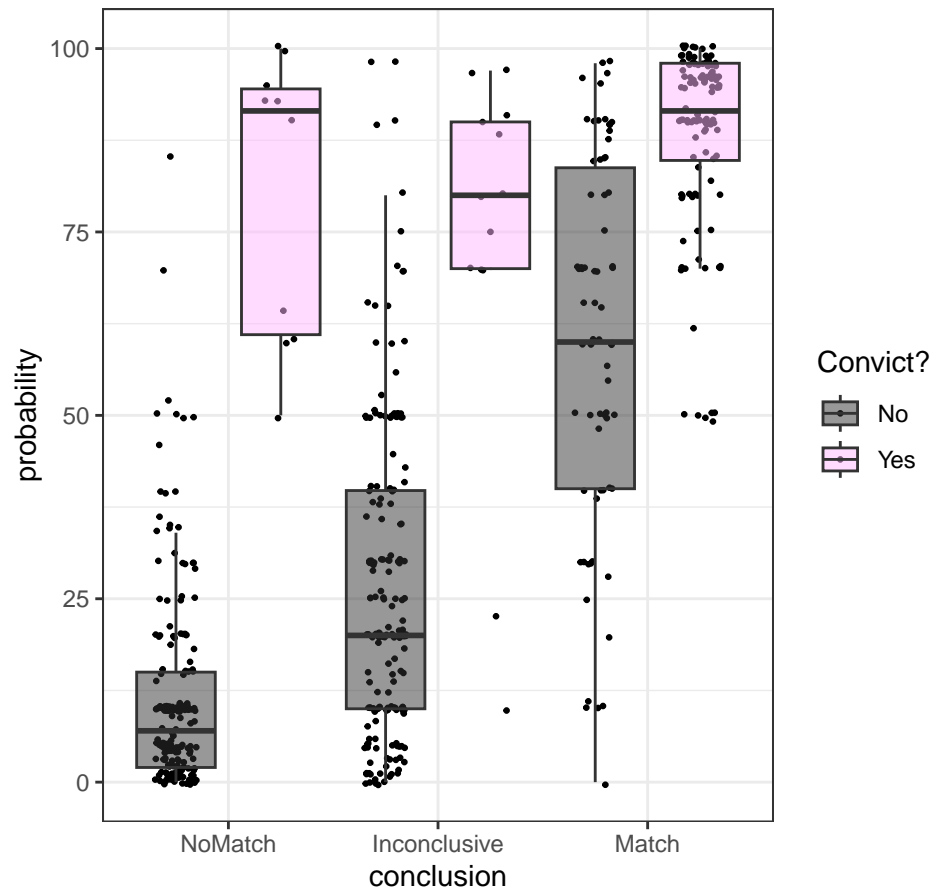 100
75
50
25
0
probability
NoMatch
Inconclusive
Match
conclusion
Convict?
No
Yes